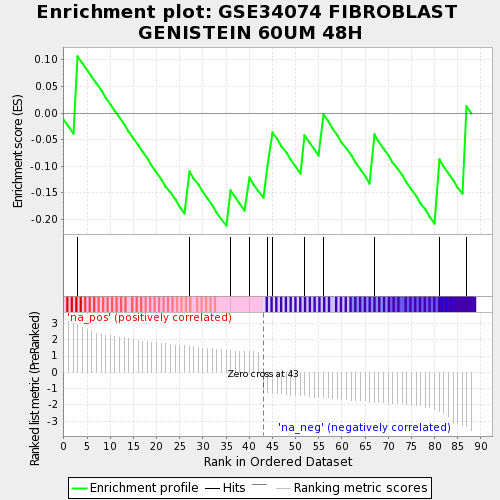 Enrichment plot: GSE34074 FIBROBLAST
GENISTEIN 60UM 48H
Enrichment score (ES)
0.10
0.05
0.00
-0.05
-0.10
-0.15
-0.20
Ranked list metric (PreRanked)
3
2
1
0
-1
-2
-3
'na_pos' (positively correlated)
Zero cross at 43
'na_neg' (negatively correlated)
0 5 10 15 20 25 30 35 40 45 50 55 60 65 70 75 80 85 90
Rank in Ordered Dataset
Enrichment profile Hits Ranking metric scores